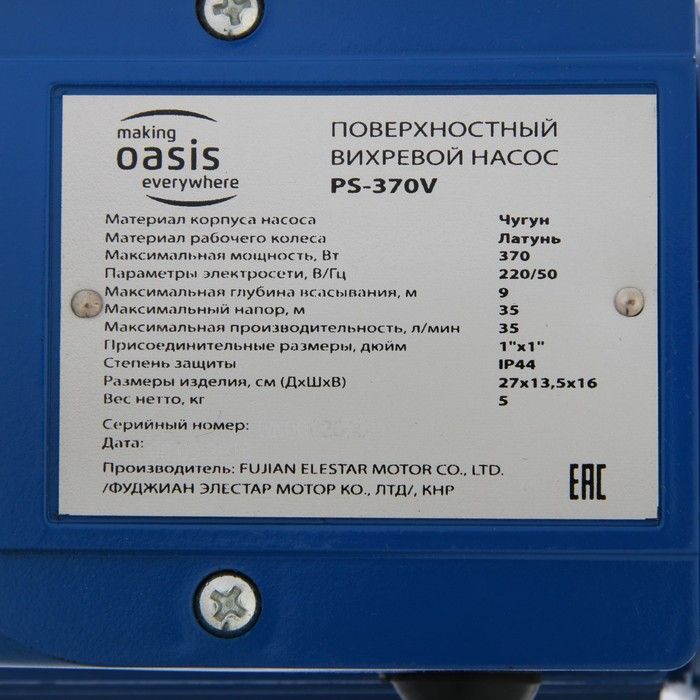 making
oasis
everywhere
ПОВЕРХНОСТНЫЙ
ВИХРЕВОЙ НАСОС
PS-370V
Материал корпуса насоса Чугун
Материал рабочего колеса Латунь
Максимальная мощность, Вт 370
Параметры электросети, В/Гц 220/50
Максимальная глубина всасывания, м 9
Максимальный напор, м 35
Максимальная производительность, л/мин 35
Присоединительные размеры, дюйм 1"х1"
Степень защиты IP44
Размеры изделия, см (ДхШхВ) 27х13,5х16
Вес нетто, кг 5
Серийный номер:
Дата:
Производитель: FUJIAN ELESTAR MOTOR CO., LTD.
/ФУДЖИАН ЭЛЕСТАР МОТОР КО., ЛТД/, КНР
EAC